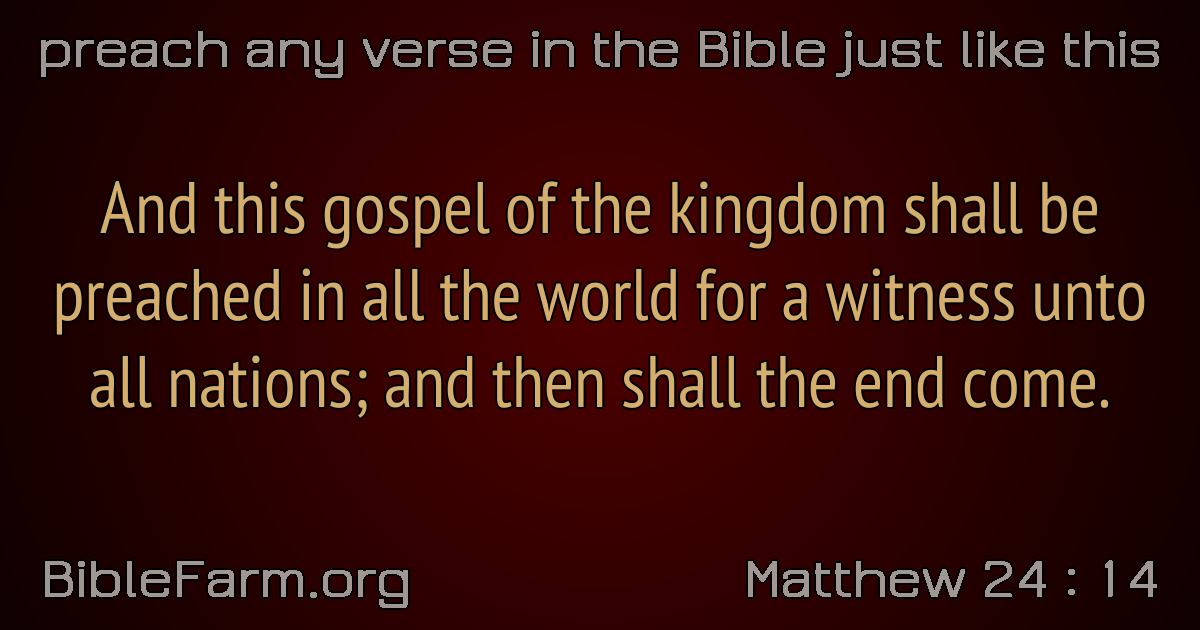 preach any verse in the Bible just like this
And this gospel of the kingdom shall be
preached in all the world for a witness unto
all nations; and then shall the end come.
BibleFarm.org
Matthew 24 : 14